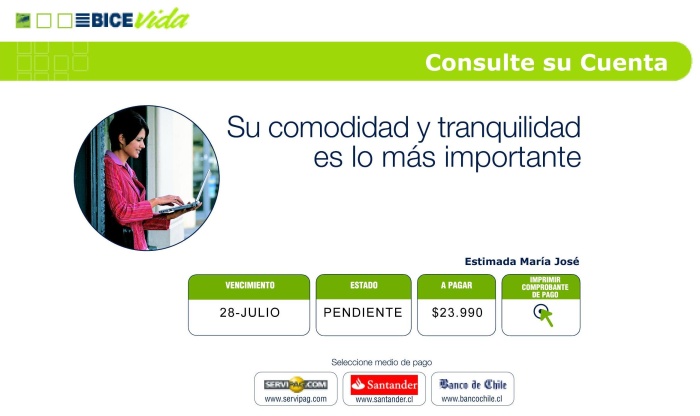 BICE Vida
Consulte su Cuenta
Su comodidad y tranquilidad
es lo más importante
Estimada María José
VENCIMIENTO
28-JULIO
ESTADO
PENDIENTE
A PAGAR
$23.990
IMPRIMIR
COMPROBANTE
DE PAGO
Seleccione medio de pago
SERVIPAG.COM
www.servipag.com
Santander
www.santander.cl
Banco de Chile
www.bancochile.cl